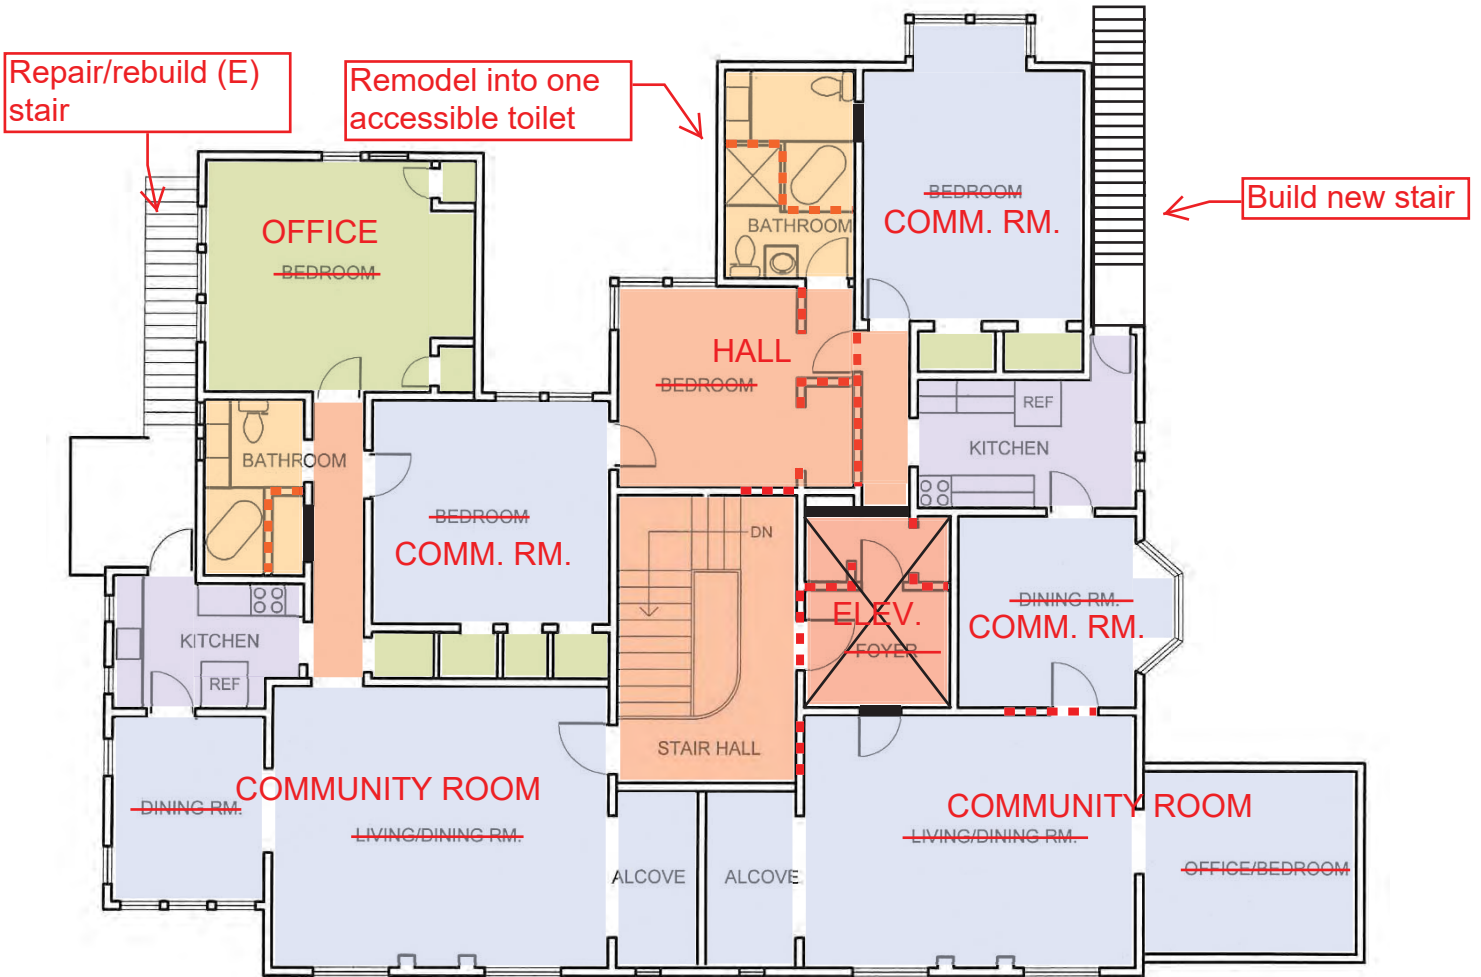 Repair/rebuild (E)
stair
Remodel into one
accessible toilet
Build new stair
BEDROOM
COMM. RM.
OFFICE
BEDROOM
BATHROOM
HALL
BEDROOM
REF
KITCHEN
BATHROOM
BEDROOM
COMM. RM.
DN
ELEV.
FOYER
DINING RM.
COMM. RM.
KITCHEN
REF
STAIR HALL
COMMUNITY ROOM
DINING RM.
LIVING/DINING RM.
COMMUNITY ROOM
LIVING/DINING RM.
ALCOVE
ALCOVE
OFFICE/BEDROOM